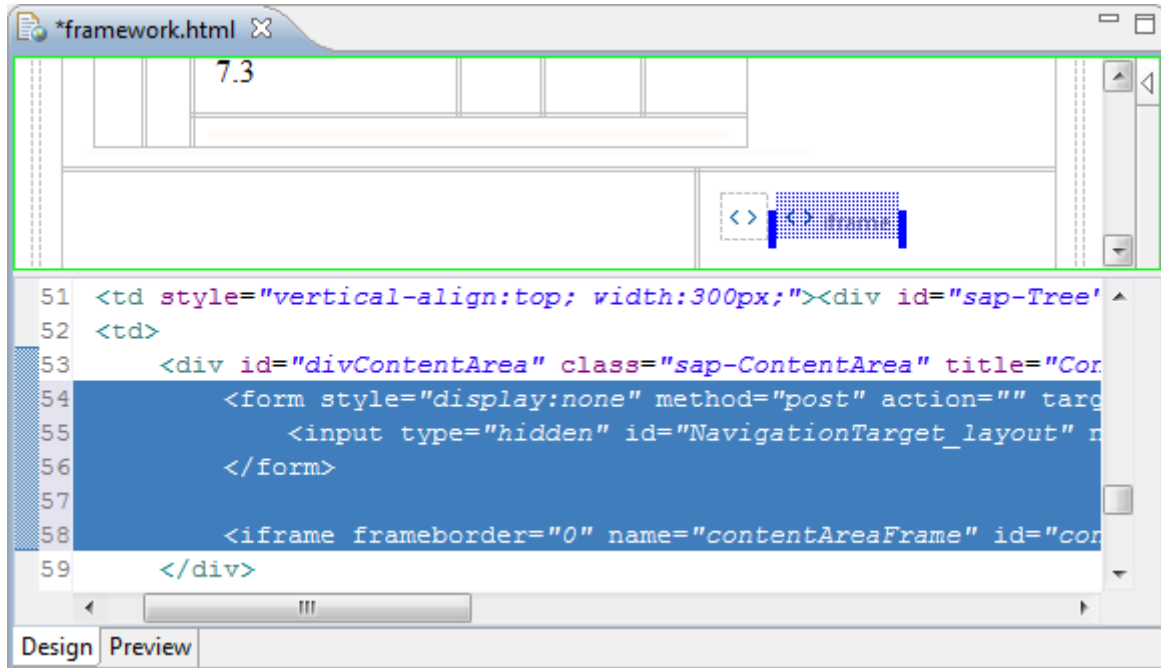 *framework.html
7.3
<> <> iframe
51 <td style="vertical-align:top; width:300px;"><div id="sap-Tree"
52 <td>
53 <div id="divContentArea" class="sap-ContentArea" title="Con
54 <form style="display:none" method="post" action="" targ
55 <input type="hidden" id="NavigationTarget_layout" n
56 </form>
57
58 <iframe frameborder="0" name="contentAreaFrame" id="con
59 </div>
Design Preview